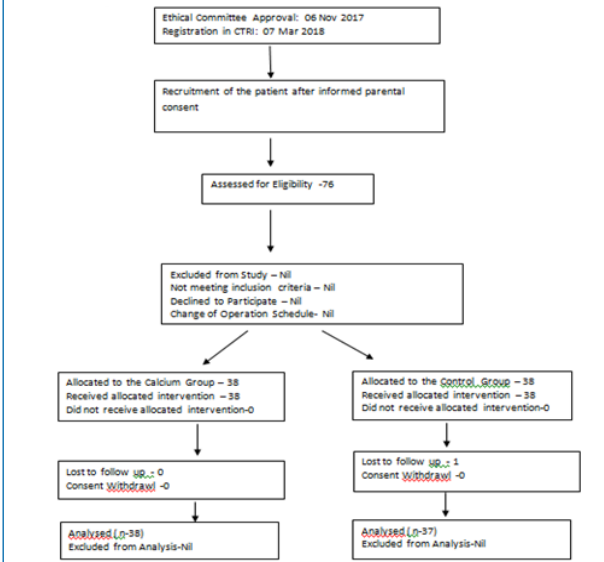 Ethical Committee Approval: 06 Nov 2017
Registration in CTRI: 07 Mar 2018
Recruitment of the patient after informed parental
consent
Assessed for Eligibility -76
Excluded from Study – Nil
Not meeting inclusion criteria – Nil
Declined to Participate – Nil
Change of Operation Schedule- Nil
Allocated to the Calcium Group – 38
Received allocated intervention – 38
Did not receive allocated intervention-0
Allocated to the Control Group – 38
Received allocated intervention – 38
Did not receive allocated intervention-0
Lost to follow up - 0
Consent Withdrawl -0
Lost to follow up - 1
Consent Withdrawl -0
Analysed (n-38)
Excluded from Analysis-Nil
Analysed (n-37)
Excluded from Analysis-Nil